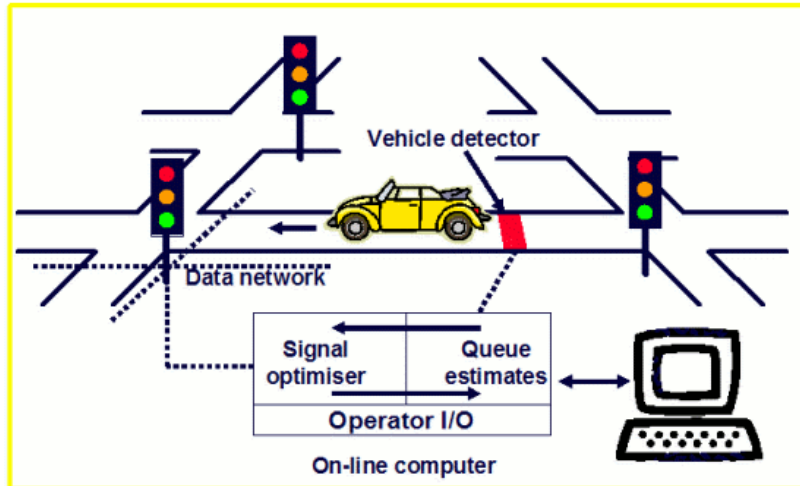 Vehicle detector
Data network
Signal
optimiser
Queue
estimates
Operator I/O
On-line computer